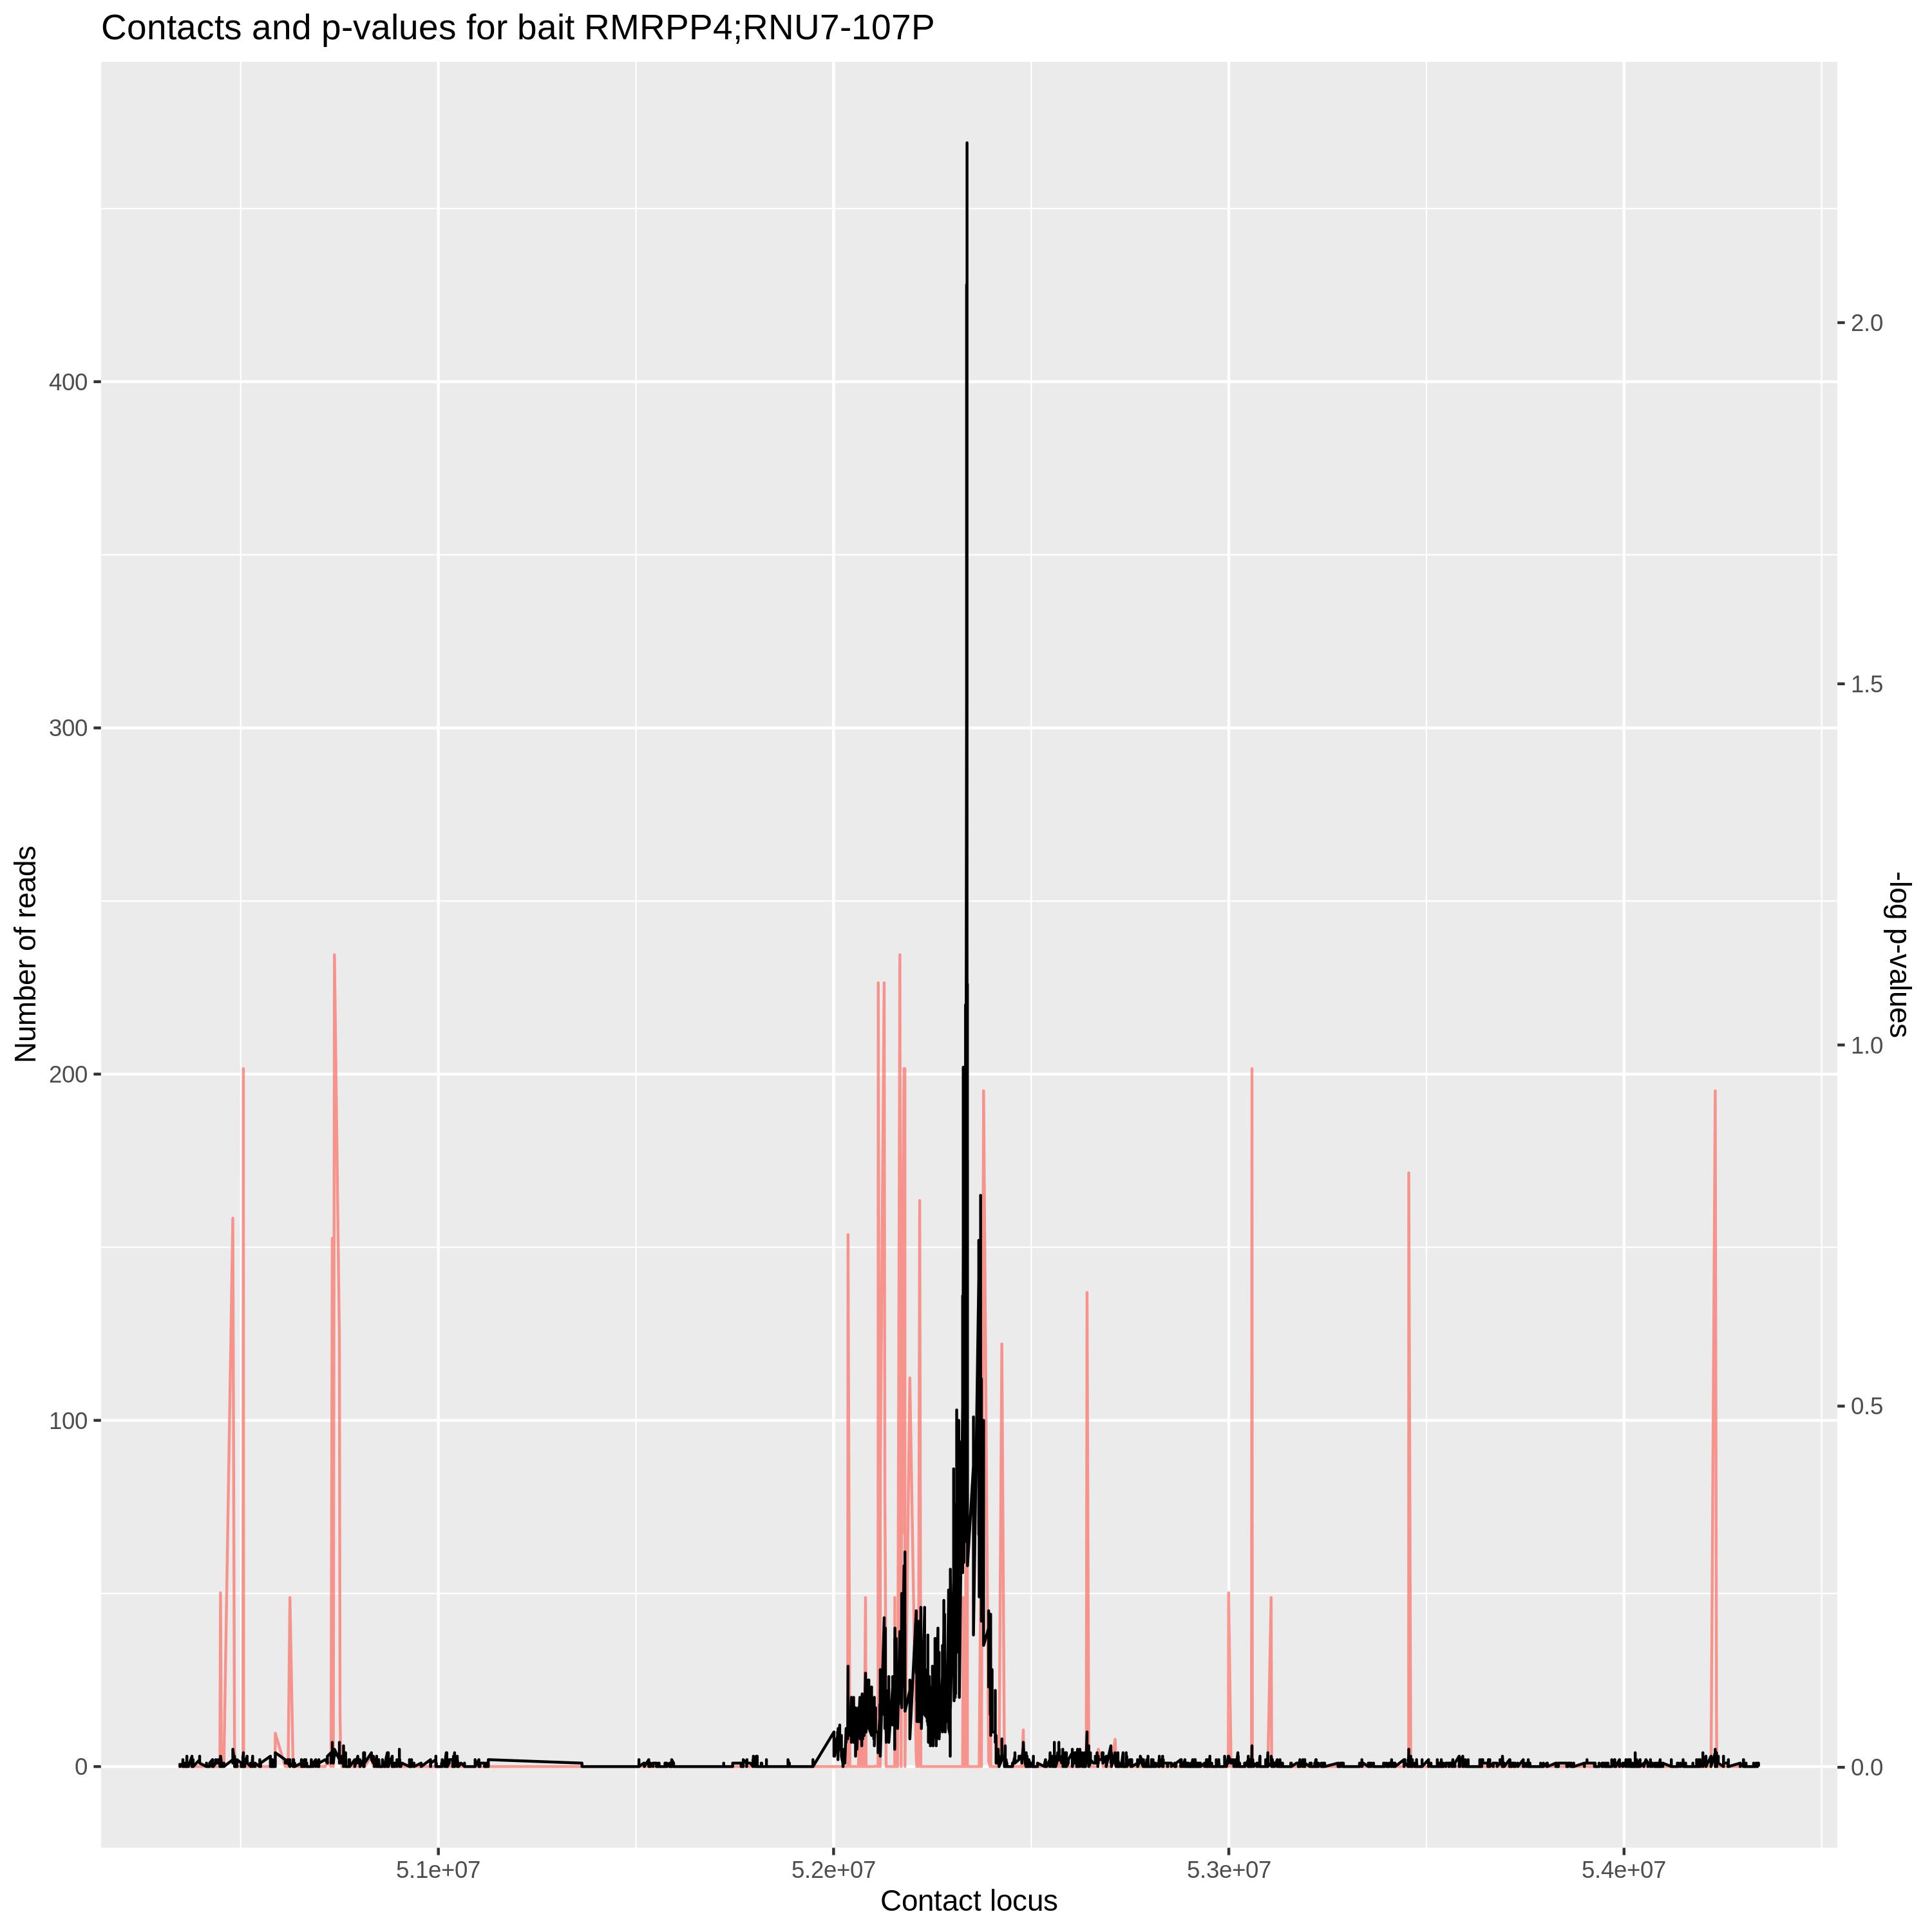 Contacts and p-values for bait RMRPP4;RNU7-107P
400
300
200
100
0
Number of reads
2.0
1.5
1.0
0.5
0.0
-log p-values
5.1e+07
5.2e+07
5.3e+07
5.4e+07
Contact locus